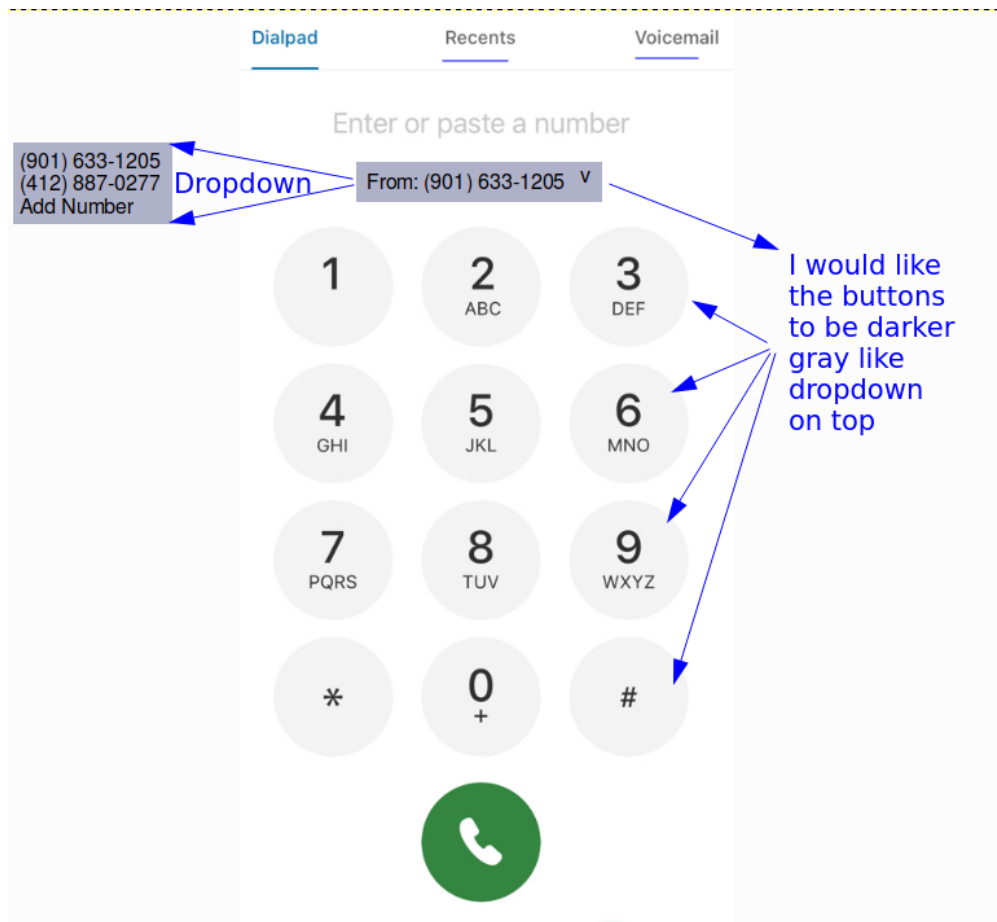 Dialpad Recents Voicemail
Enter or paste a number
(901) 633-1205
(412) 887-0277
Add Number
Dropdown
From: (901) 633-1205 v
I would like
the buttons
to be darker
gray like
dropdown
on top
1 2 3
ABC DEF
4 5 6
GHI JKL MNO
7 8 9
PQRS TUV WXYZ
* 0 #
+